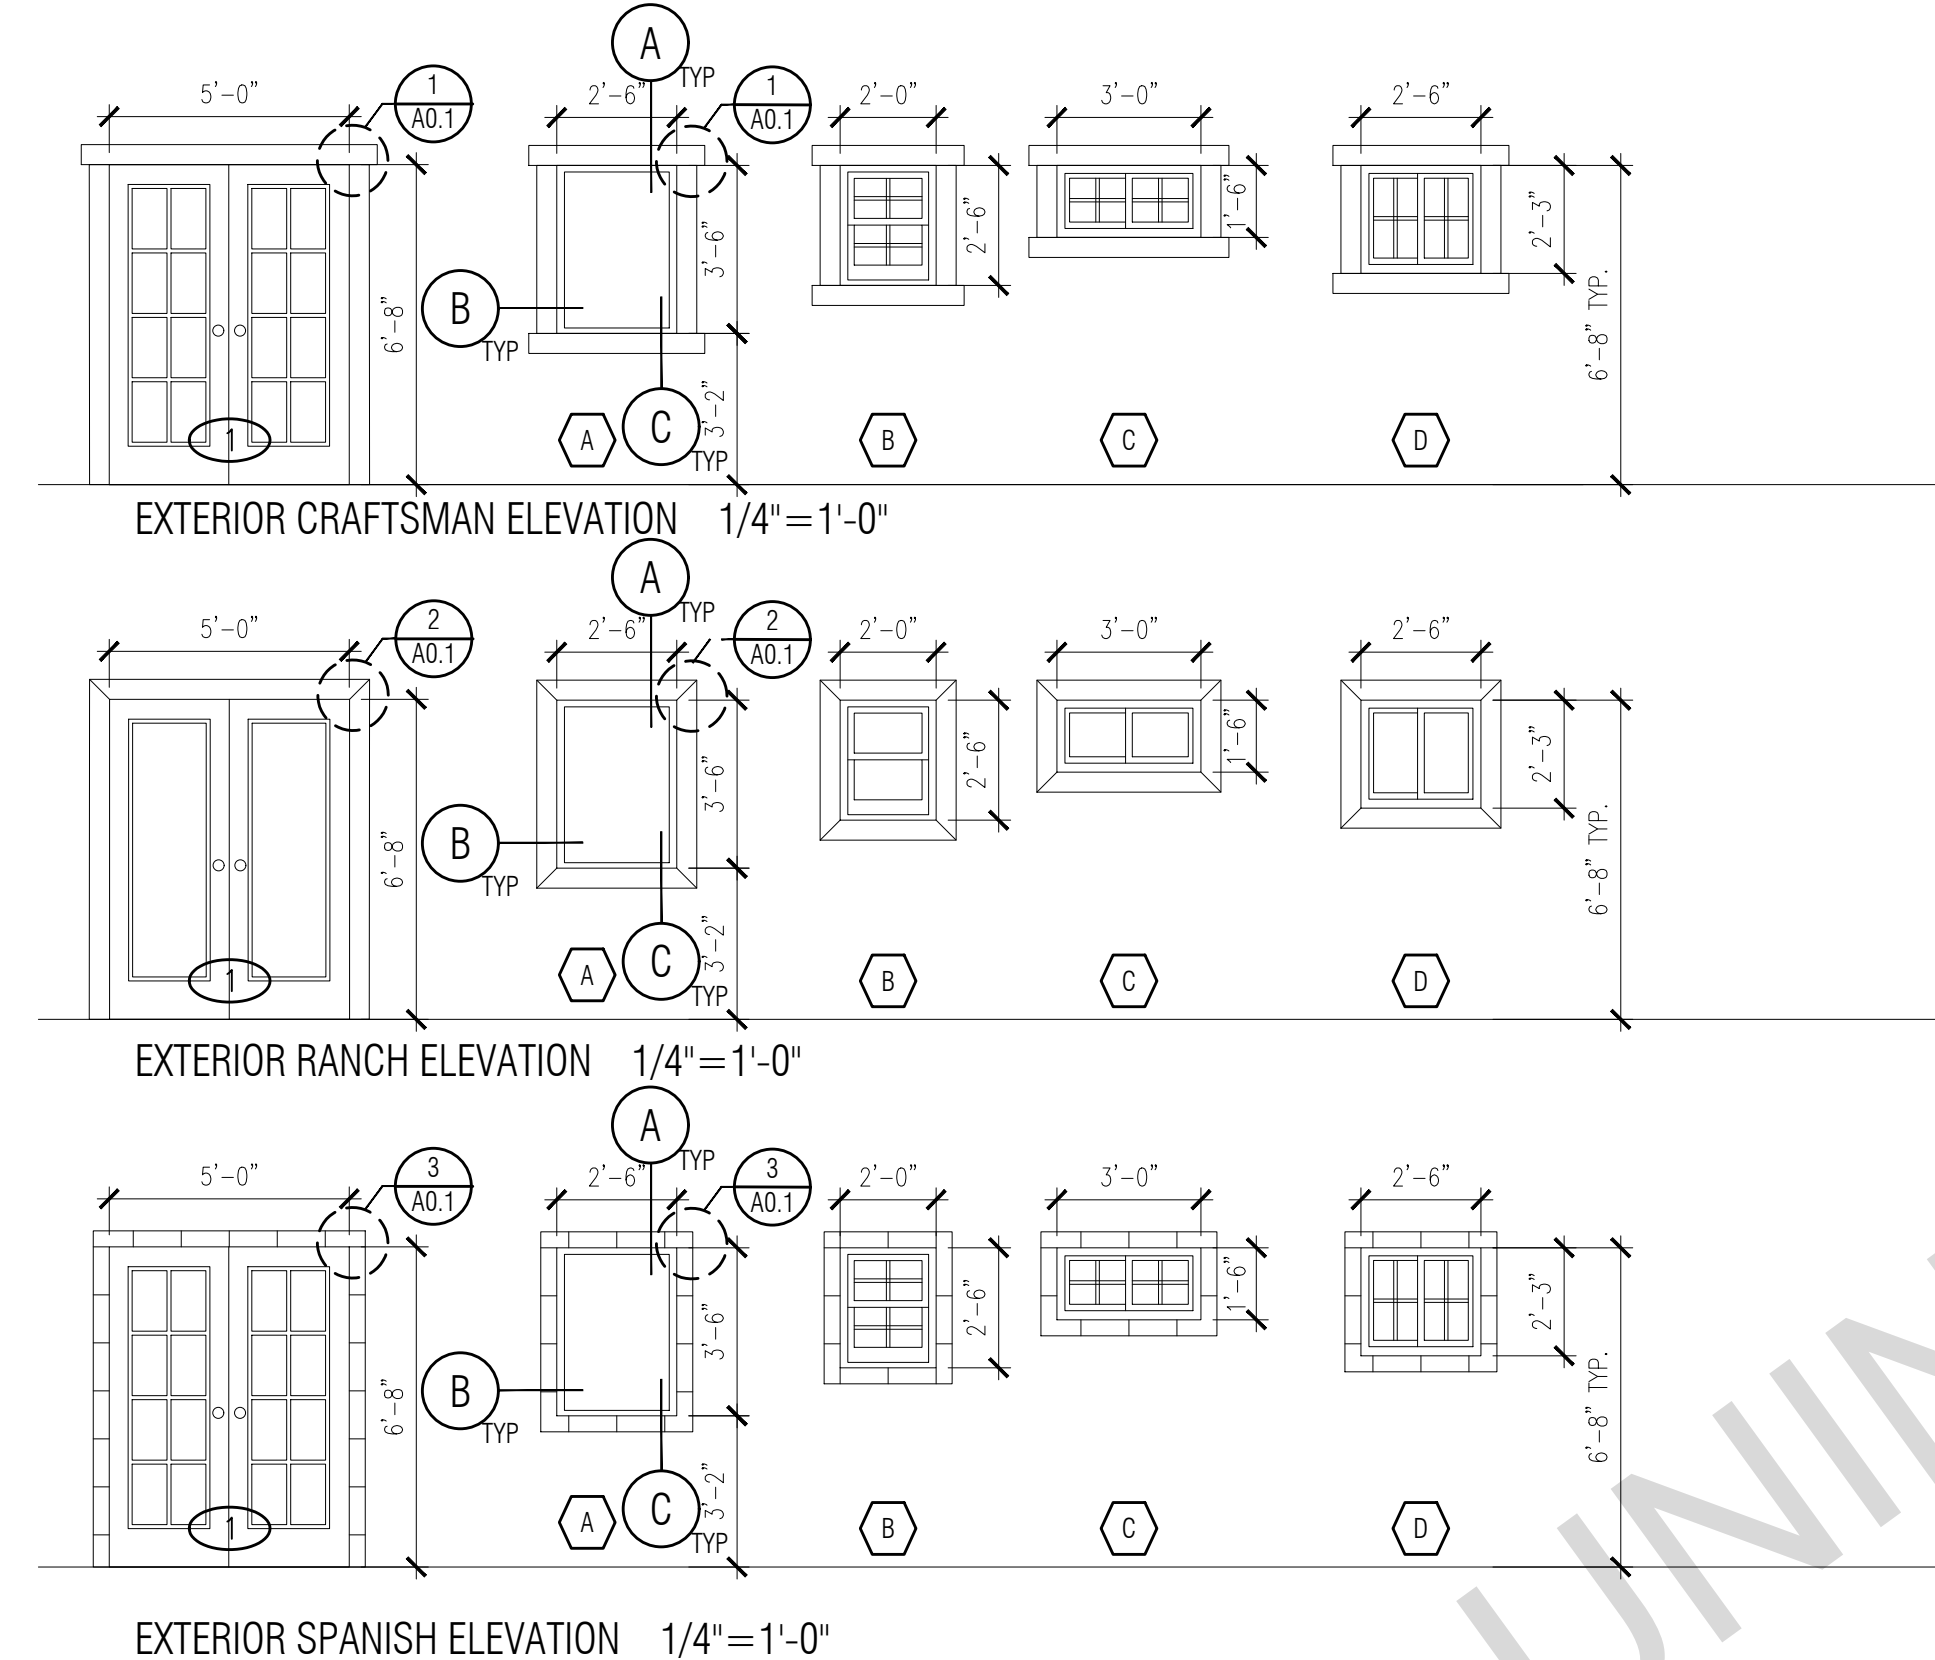 A
TYP
1
A0.1
1
A0.1
5'-0"
2'-6"
2'-0"
3'-0"
2'-6"
6'-8"
3'-6"
2'-6"
1'-6"
2'-3"
6'-8" TYP.
B
TYP
3'-2"
1
A
C
TYP
B
C
D
EXTERIOR CRAFTSMAN ELEVATION 1/4"=1'-0"
A
TYP
2
A0.1
2
A0.1
5'-0"
2'-6"
2'-0"
3'-0"
2'-6"
6'-8"
3'-6"
2'-6"
1'-6"
2'-3"
6'-8" TYP.
B
TYP
3'-2"
1
A
C
TYP
B
C
D
EXTERIOR RANCH ELEVATION 1/4"=1'-0"
A
TYP
3
A0.1
3
A0.1
5'-0"
2'-6"
2'-0"
3'-0"
2'-6"
6'-8"
3'-6"
2'-6"
1'-6"
2'-3"
6'-8" TYP.
B
TYP
3'-2"
1
A
C
TYP
B
C
D
EXTERIOR SPANISH ELEVATION 1/4"=1'-0"